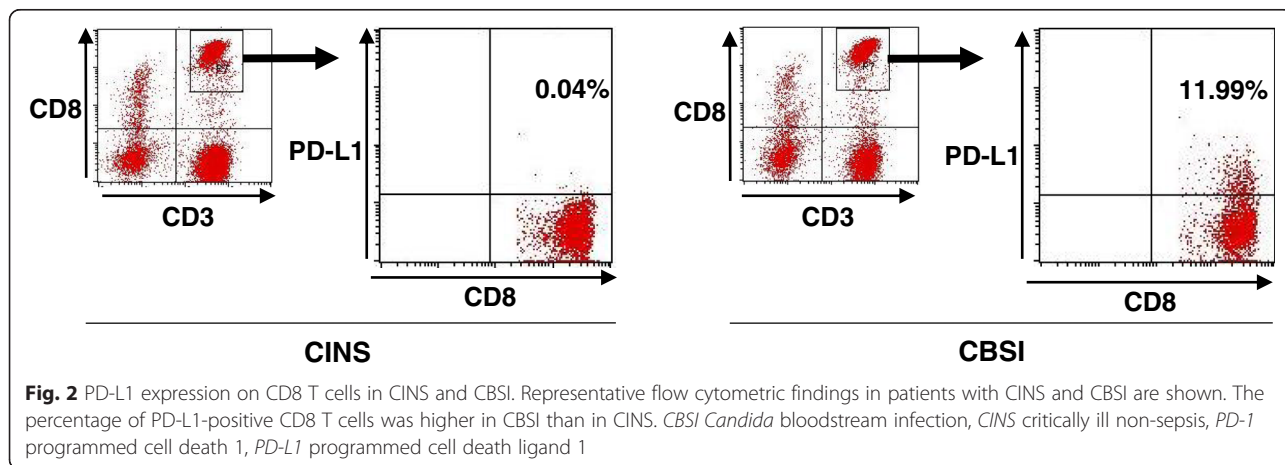 CD8
CD3
PD-L1
0.04%
CD8
CINS
CD8
CD3
PD-L1
11.99%
CD8
CBSI
Fig. 2 PD-L1 expression on CD8 T cells in CINS and CBSI. Representative flow cytometric findings in patients with CINS and CBSI are shown. The
percentage of PD-L1-positive CD8 T cells was higher in CBSI than in CINS. CBSI Candida bloodstream infection, CINS critically ill non-sepsis, PD-1
programmed cell death 1, PD-L1 programmed cell death ligand 1